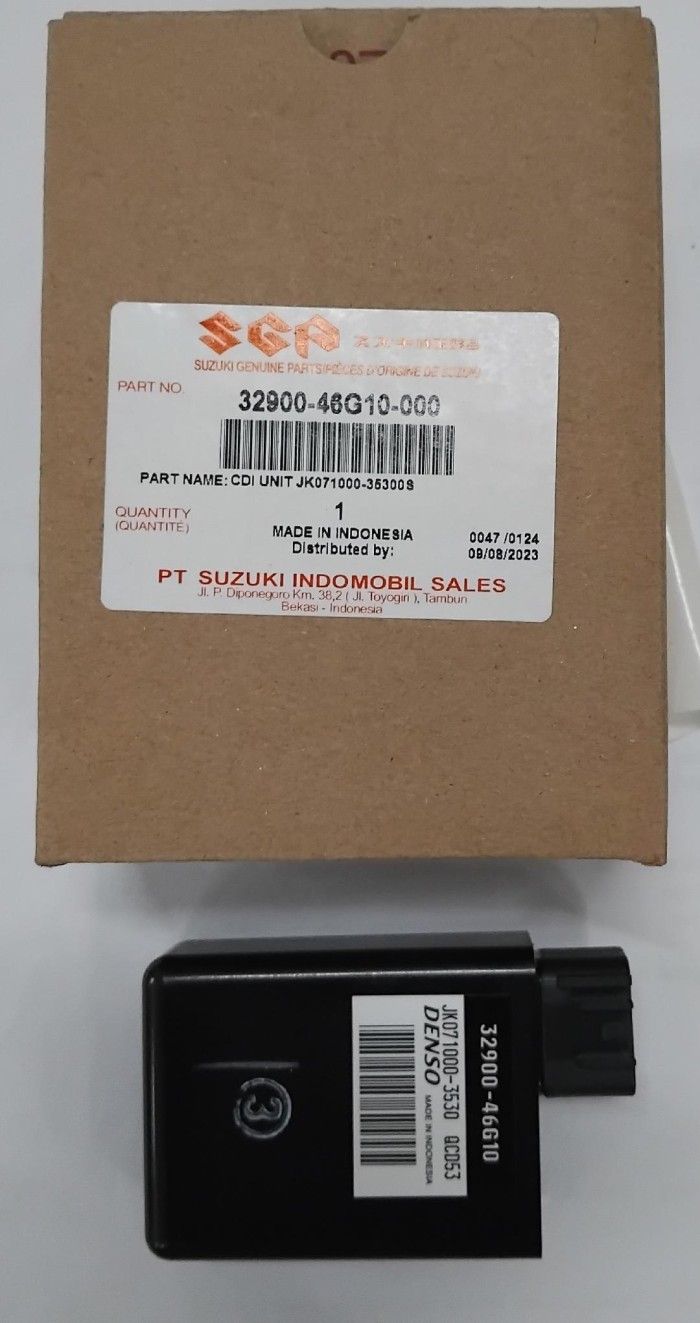 SGP
SUZUKI GENUINE PARTS/PIÈCES D'ORIGINE DE SUZUKI
PART NO.
32900-46G10-000
PART NAME: CDI UNIT JK071000-35300S
QUANTITY
(QUANTITÉ)
1
MADE IN INDONESIA
Distributed by:
0047 /0124
09/08/2023
PT SUZUKI INDOMOBIL SALES
Jl. P. Diponegoro Km. 38,2 ( Jl. Toyogiri ), Tambun
Bekasi - Indonesia
32900-46G10
JK071000-3530 QCD53
DENSO MADE IN INDONESIA
3